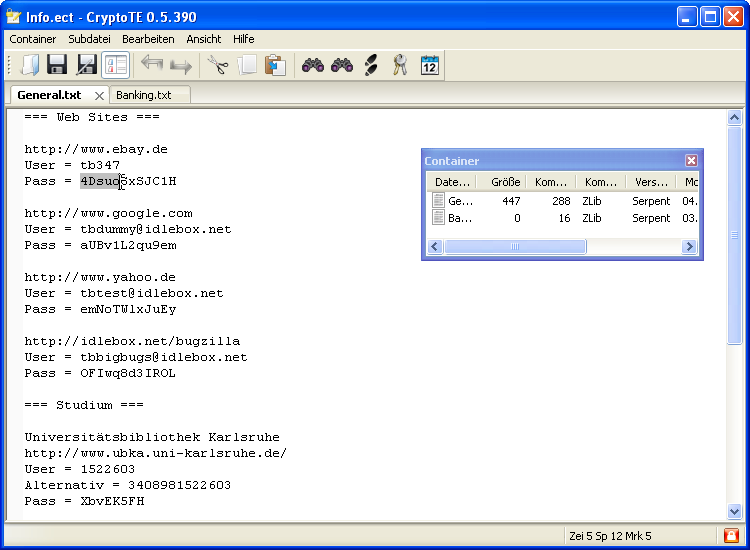 Info.ect - CryptoTE 0.5.390
Container Subdatei Bearbeiten Ansicht Hilfe
12
General.txt Banking.txt
=== Web Sites ===
http://www.ebay.de
User = tb347
Pass = 4DsuoSxSJC1H
http://www.google.com
User = tbdummy@idlebox.net
Pass = aUBv1L2qu9em
http://www.yahoo.de
User = tbtest@idlebox.net
Pass = emNoTWlxJuEy
http://idlebox.net/bugzilla
User = tbbigbugs@idlebox.net
Pass = OFIwq8d3IROL
=== Studium ===
Universitätsbibliothek Karlsruhe
http://www.ubka.uni-karlsruhe.de/
User = 1522603
Alternativ = 3408981522603
Pass = XbvEK5FH
Container
Date... Größe Kom... Kom... Vers... Mo
Ge... 447 288 ZLib Serpent 04.
Ba... 0 16 ZLib Serpent 03.
Zei 5 Sp 12 Mrk 5